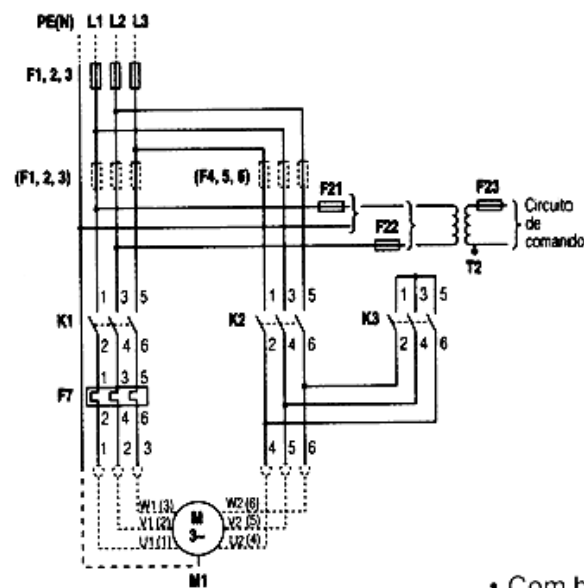 PE(N) L1 L2 L3
F1, 2, 3
(F1, 2, 3) (F4, 5, 6)
F21 F23
F22
Circuito
de
comando
T2
1 3 5 1 3 5 1 3 5
K1 K2 K3
2 4 6 2 4 6 2 4 6
1 3 5
F7
2 4 6
1 2 3 4 5 6
W1 (3) W2 (6)
V1 (2) M V2 (5)
U1 (1) 3~ U2 (4)
M1
• Com b